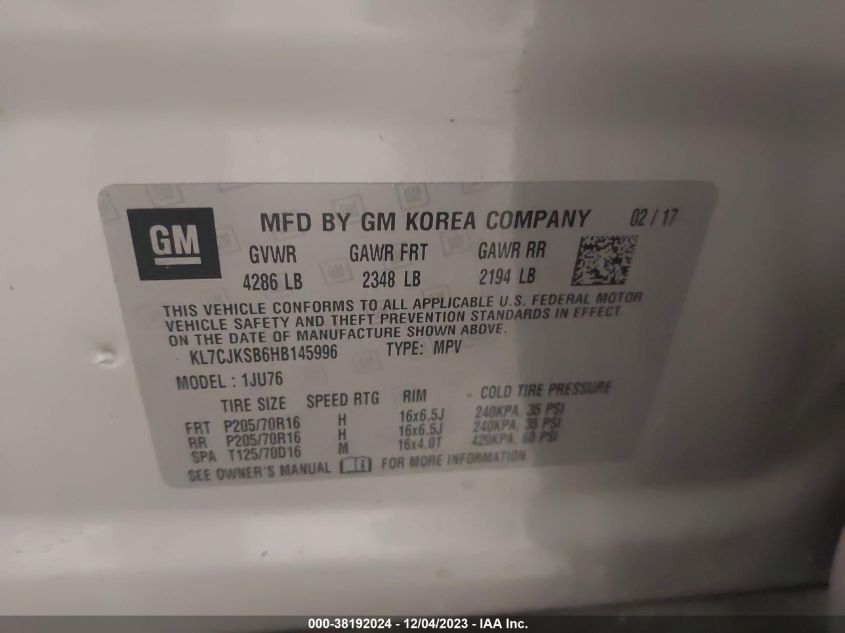 GM
MFD BY GM KOREA COMPANY 02 / 17
GVWR GAWR FRT GAWR RR
4286 LB 2348 LB 2194 LB
THIS VEHICLE CONFORMS TO ALL APPLICABLE U.S. FEDERAL MOTOR
VEHICLE SAFETY AND THEFT PREVENTION STANDARDS IN EFFECT
ON THE DATE OF MANUFACTURE SHOWN ABOVE.
KL7CJKSB6HB145996 TYPE: MPV
MODEL : 1JU76
TIRE SIZE SPEED RTG RIM COLD TIRE PRESSURE
FRT P205/70R16 H 16x6.5J 240KPA, 35 PSI
RR P205/70R16 H 16x6.5J 240KPA, 35 PSI
SPA T125/70D16 M 16x4.0T 420KPA, 60 PSI
SEE OWNER'S MANUAL FOR MORE INFORMATION.
000-38192024 - 12/04/2023 - IAA Inc.